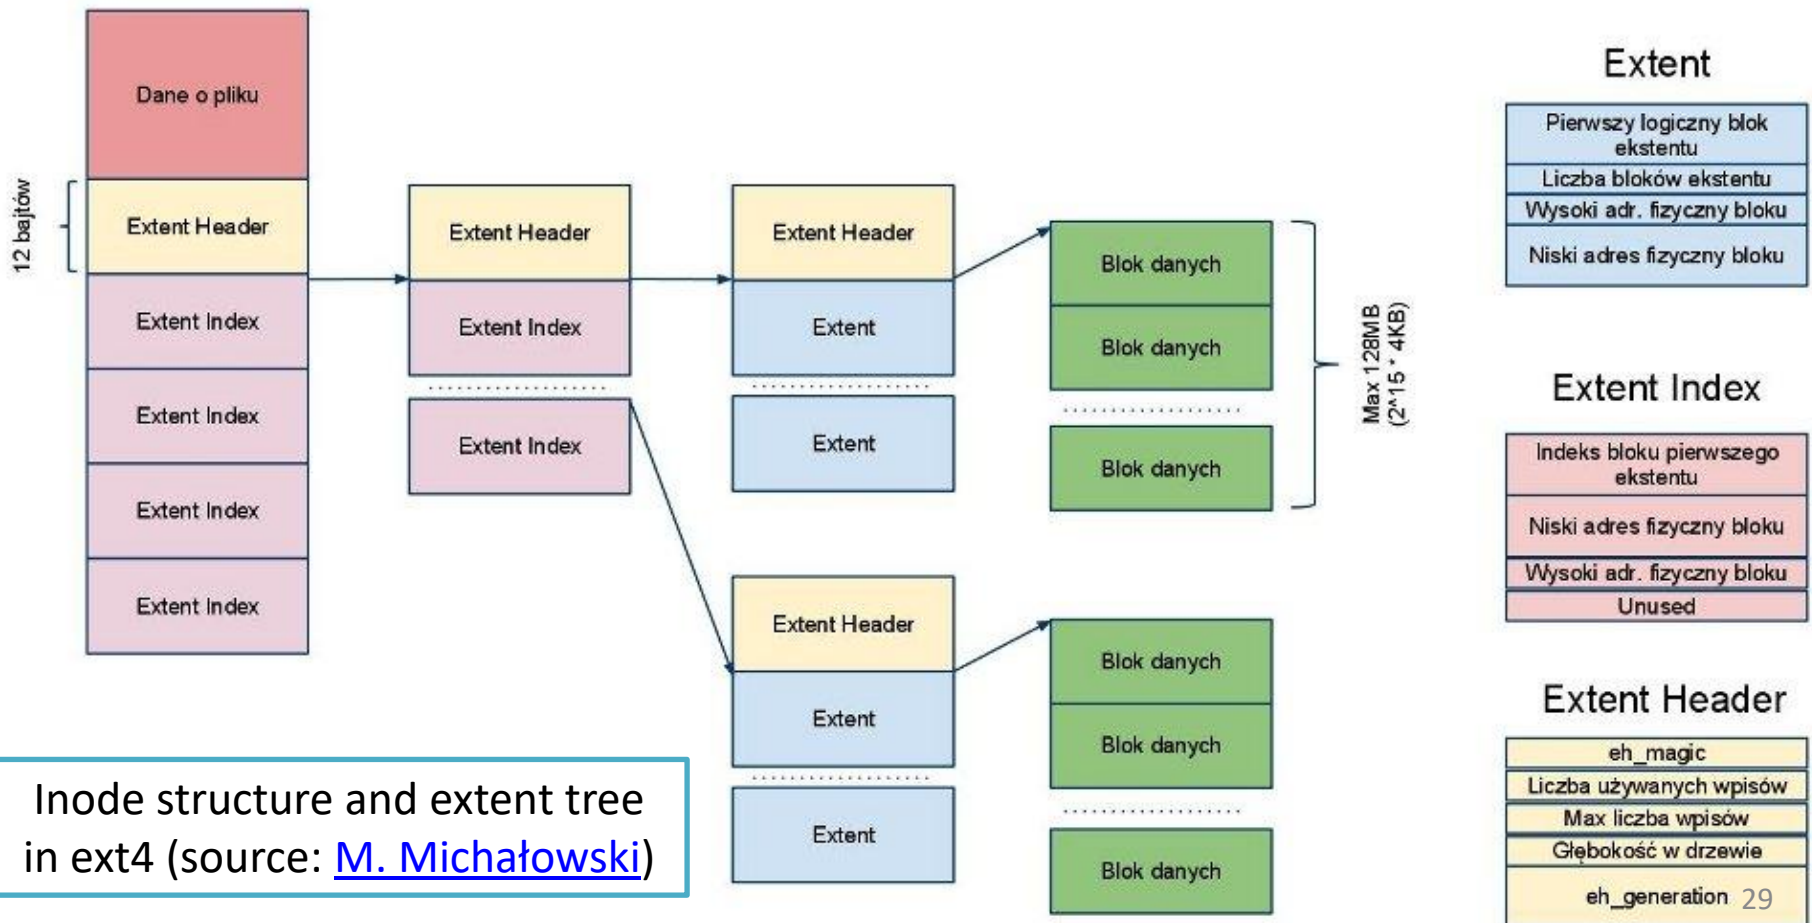 Dane o pliku
12 bajtów
Extent Header
Extent Index
Extent Index
Extent Index
Extent Index
Extent Header
Extent Index
Extent Index
Extent Header
Extent
Extent
Extent Header
Extent
Extent
Blok danych
Blok danych
Blok danych
Max 128MB
(2^15 * 4KB)
Blok danych
Blok danych
Blok danych
Extent
Pierwszy logiczny blok
ekstentu
Liczba bloków ekstentu
Wysoki adr. fizyczny bloku
Niski adres fizyczny bloku
Extent Index
Indeks bloku pierwszego
ekstentu
Niski adres fizyczny bloku
Wysoki adr. fizyczny bloku
Unused
Extent Header
eh_magic
Liczba używanych wpisów
Max liczba wpisów
Głębokość w drzewie
eh_generation
Inode structure and extent tree
in ext4 (source: M. Michałowski)
29